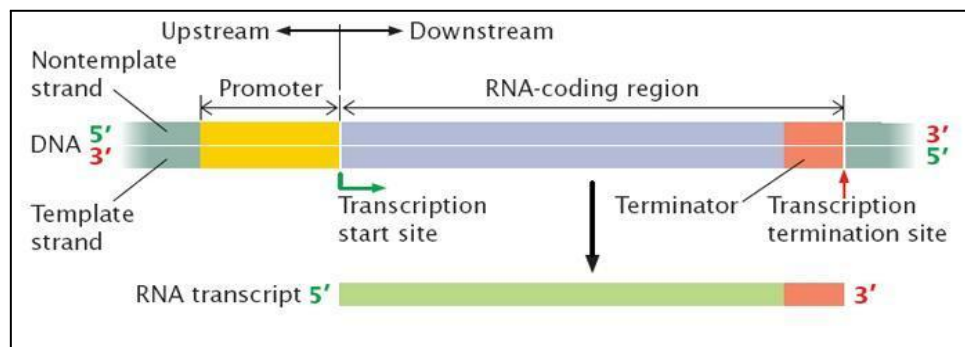 Upstream Downstream
Nontemplate
strand
Promoter
RNA-coding region
DNA
5′ 3′
3′ 5′
Template
strand
Transcription
start site
Terminator
Transcription
termination site
RNA transcript 5′ 3′